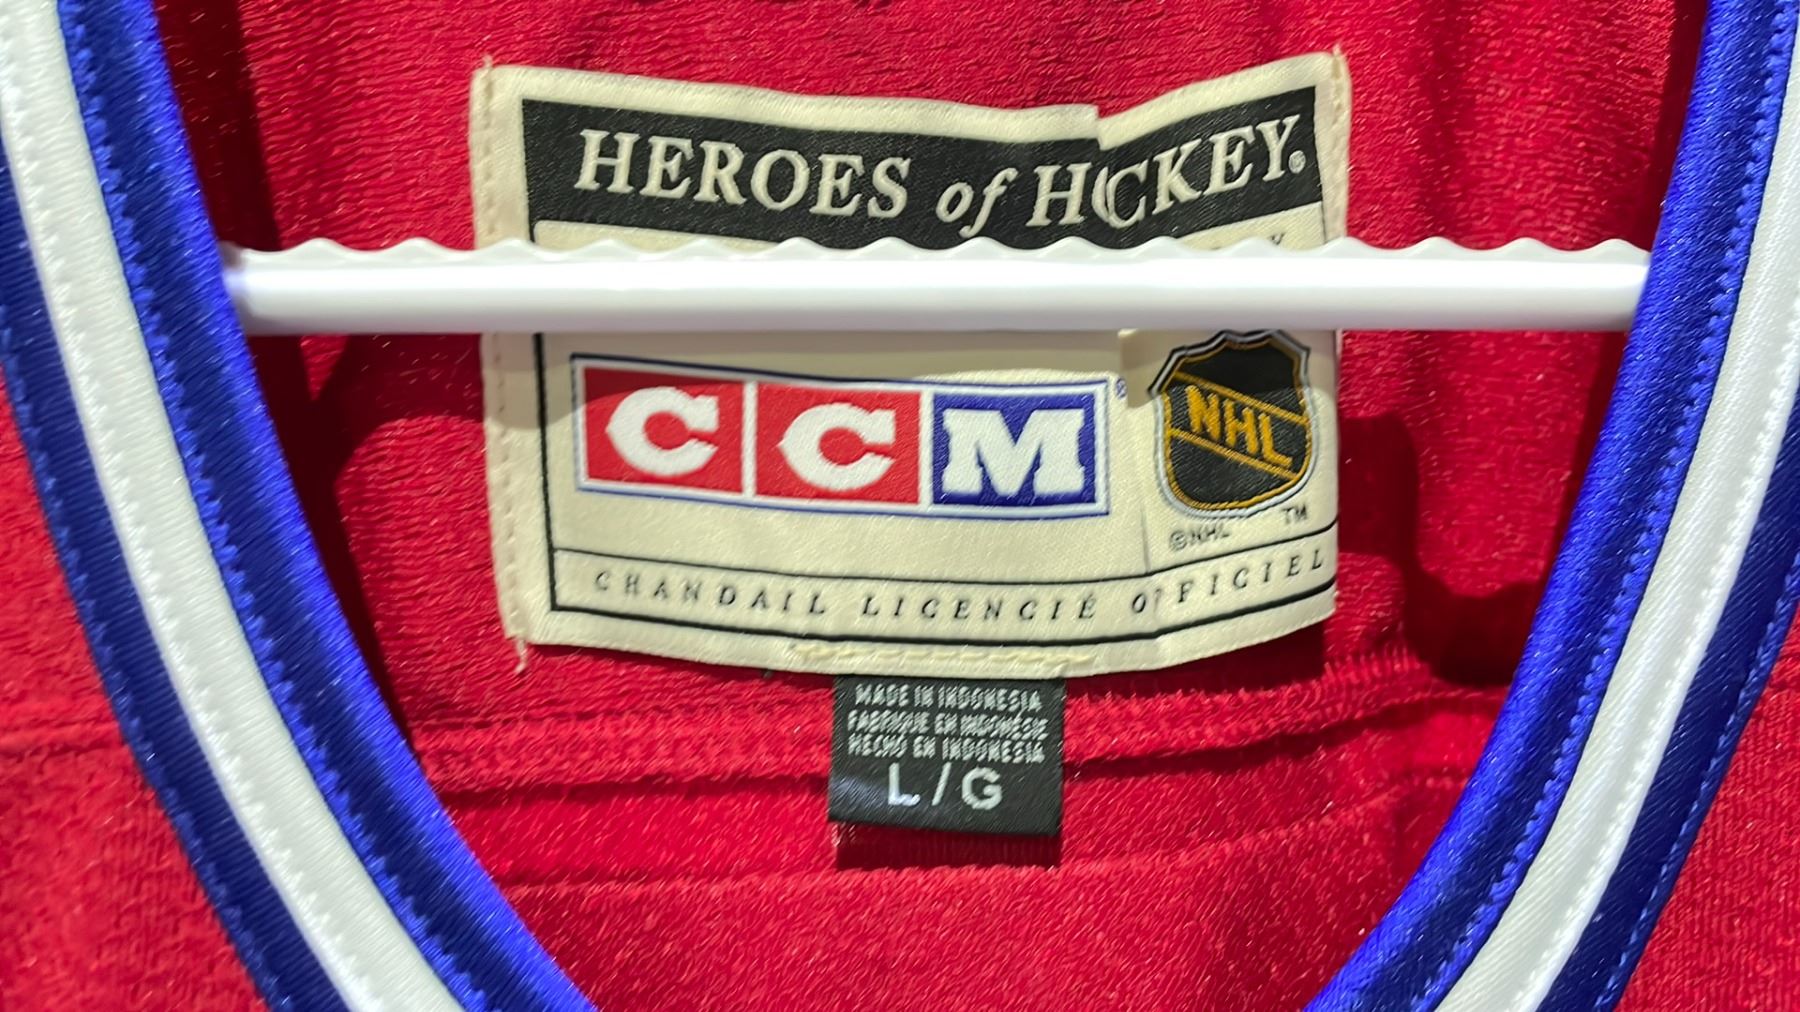 HEROES of HOCKEY.®
CCM®
NHL
©NHL TM
CHANDAIL LICENCIÉ OFFICIEL
MADE IN INDONESIA
FABRIQUE EN INDONÉSIE
HECHO EN INDONESIA
L/G